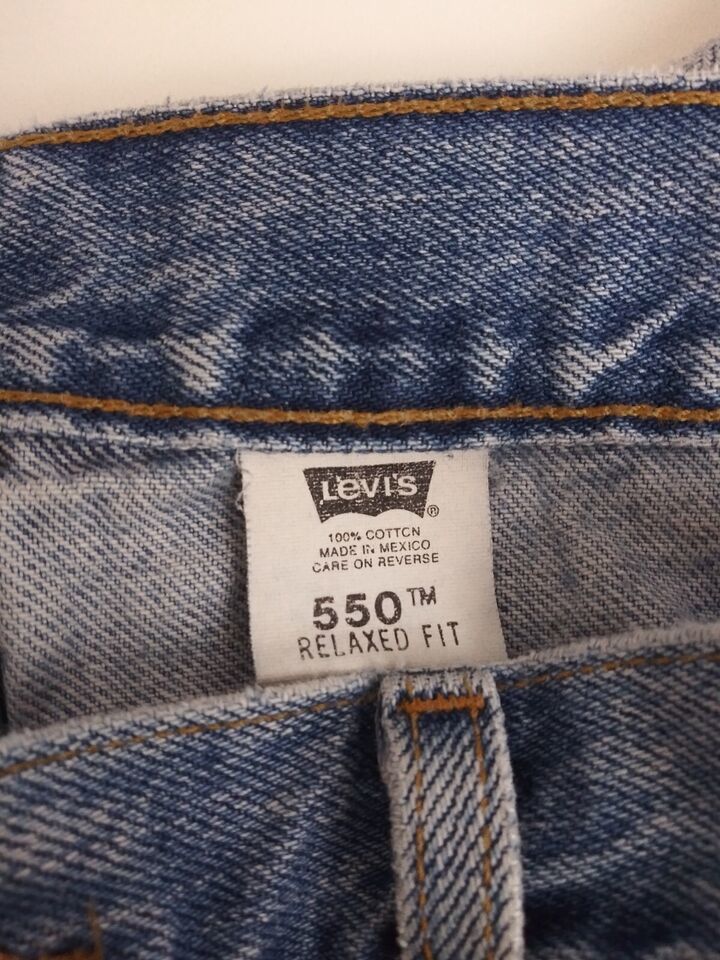 LEVI'S ®
100% COTTON
MADE IN MEXICO
CARE ON REVERSE
550™
RELAXED FIT